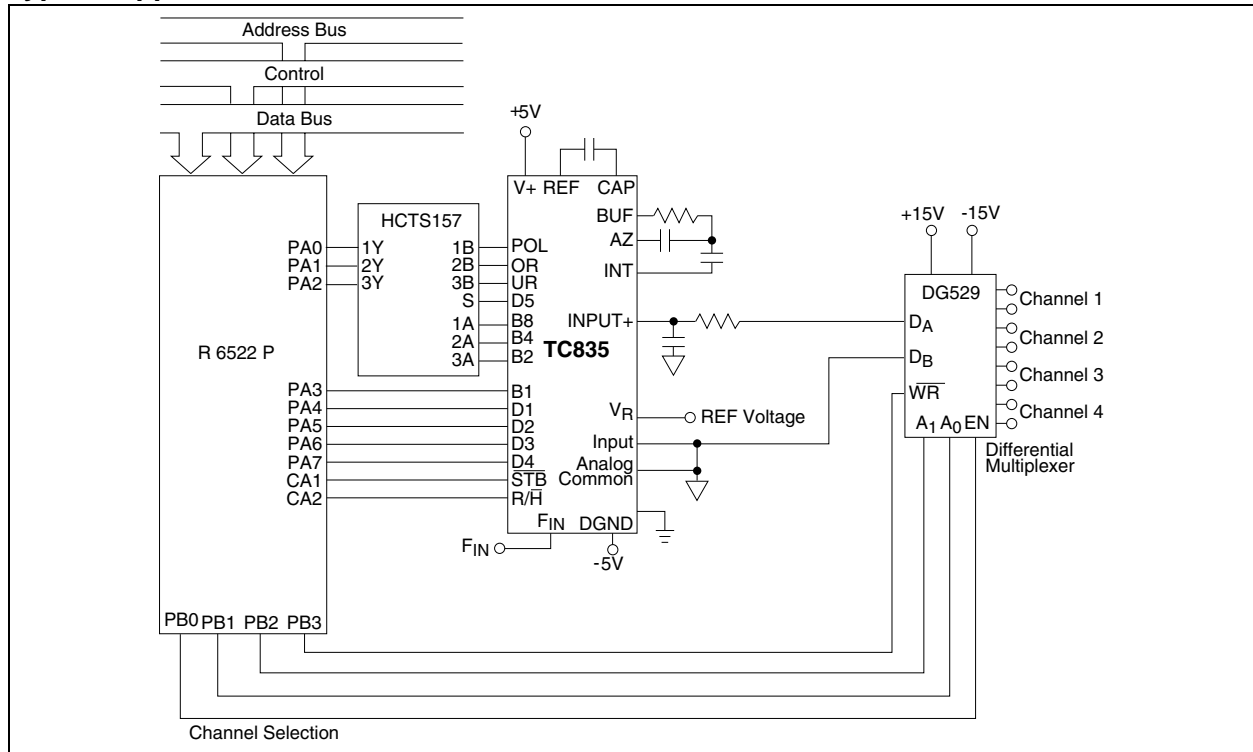 Address Bus
Control
Data Bus
+5V
V+ REF CAP
HCTS157
BUF
AZ
INT
+15V -15V
DG529
PA0
PA1
PA2
1Y
2Y
3Y
1B
2B
3B
S
1A
2A
3A
POL
OR
UR
D5
B8
B4
B2
INPUT+
TC835
R 6522 P
DA
DB
WR
A1 A0 EN
Channel 1
Channel 2
Channel 3
Channel 4
Differential
Multiplexer
PA3
PA4
PA5
PA6
PA7
CA1
CA2
B1
D1
D2
D3
D4
STB
R/H
VR
REF Voltage
Input
Analog
Common
FIN DGND
FIN
-5V
PB0 PB1 PB2 PB3
Channel Selection